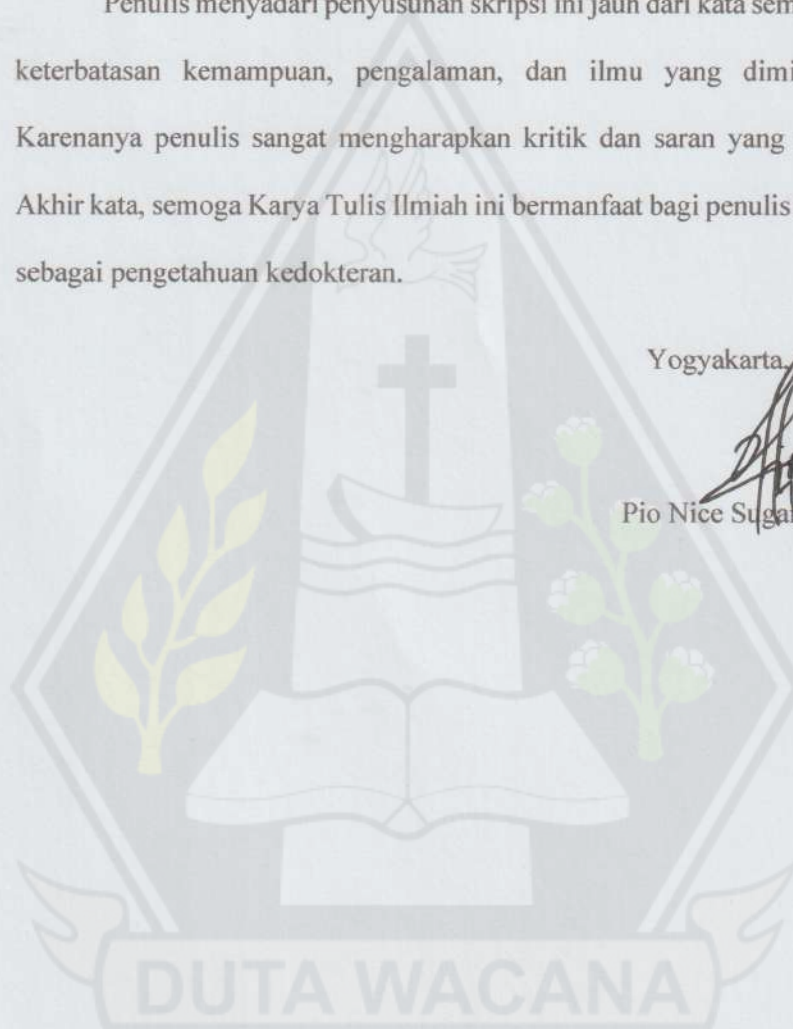 Penulis menyadari penyusunan skripsi ini jauh dari kata sem
keterbatasan kemampuan, pengalaman, dan ilmu yang dimi
Karenanya penulis sangat mengharapkan kritik dan saran yang
Akhir kata, semoga Karya Tulis Ilmiah ini bermanfaat bagi penulis
sebagai pengetahuan kedokteran.
Yogyakarta,
Pio Nice Sugar
DUTA WACANA